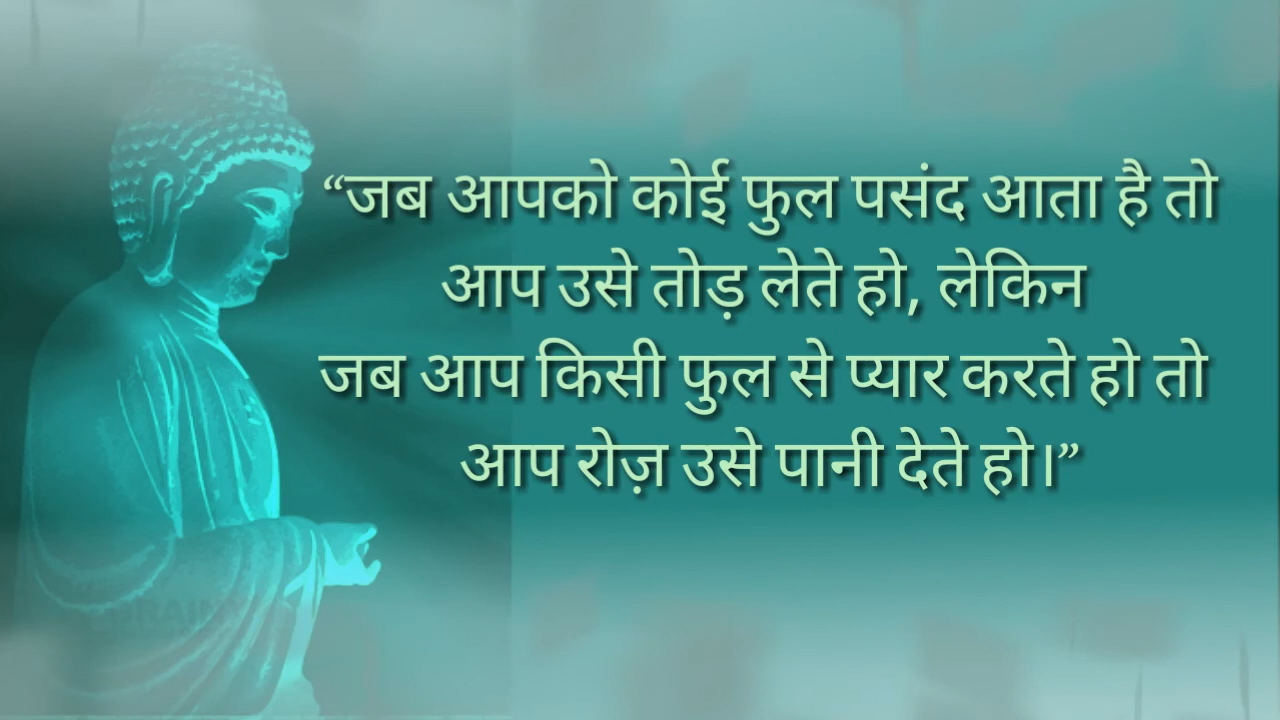 “जब आपको कोई फुल पसंद आता है तो
आप उसे तोड़ लेते हो, लेकिन
जब आप किसी फुल से प्यार करते हो तो
आप रोज़ उसे पानी देते हो।”